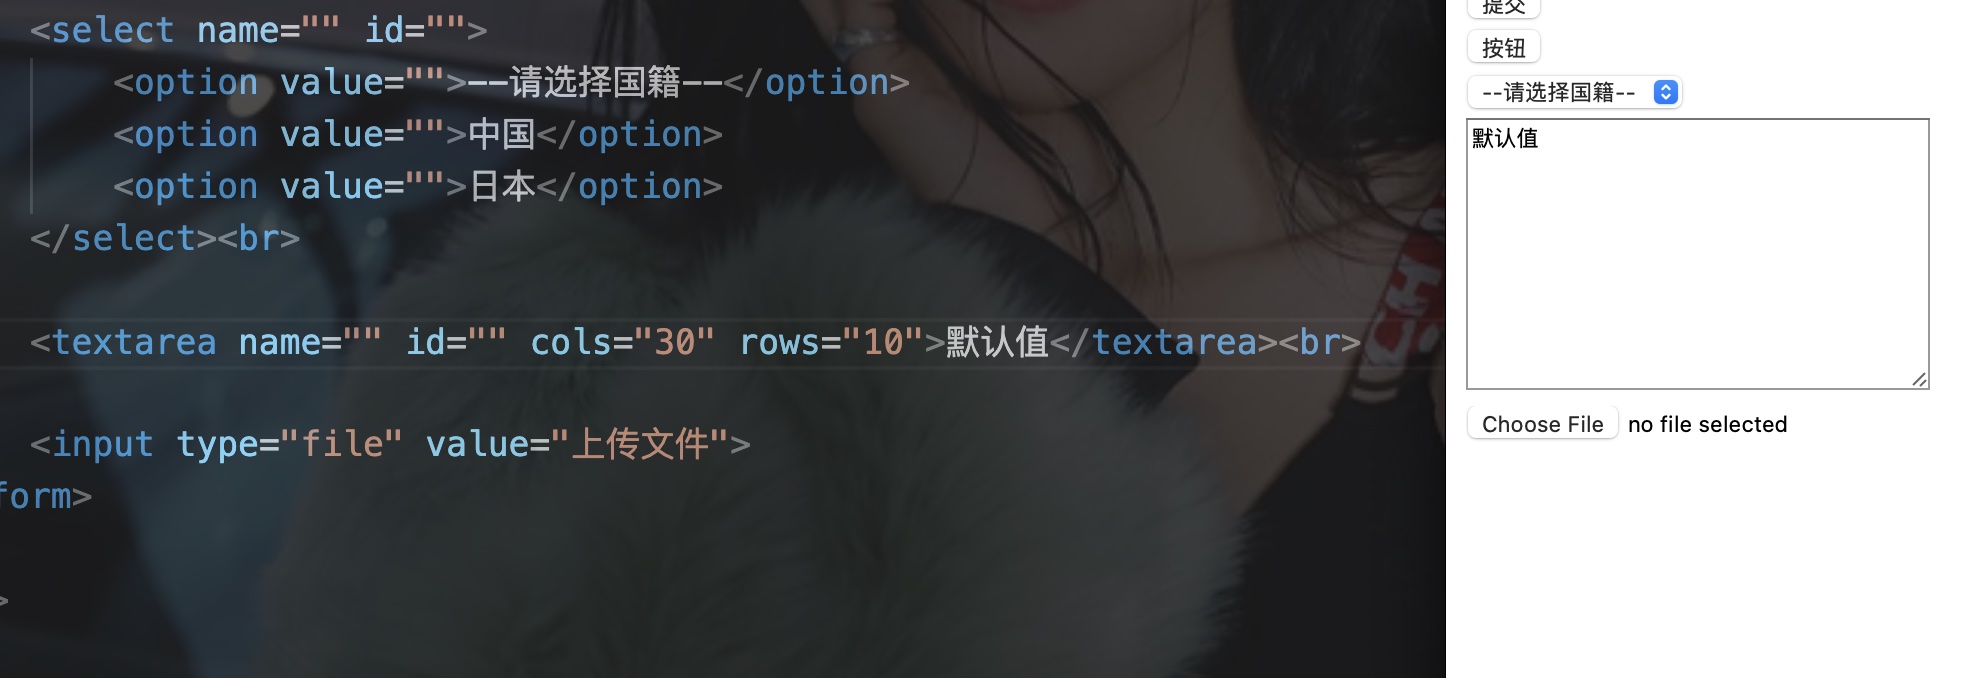 <select name="" id="">
<option value="">--请选择国籍--</option>
<option value="">中国</option>
<option value="">日本</option>
</select><br>
<textarea name="" id="" cols="30" rows="10">默认值</textarea><br>
<input type="file" value="上传文件">
form>
>
提交
按钮
--请选择国籍--
默认值
Choose File no file selected